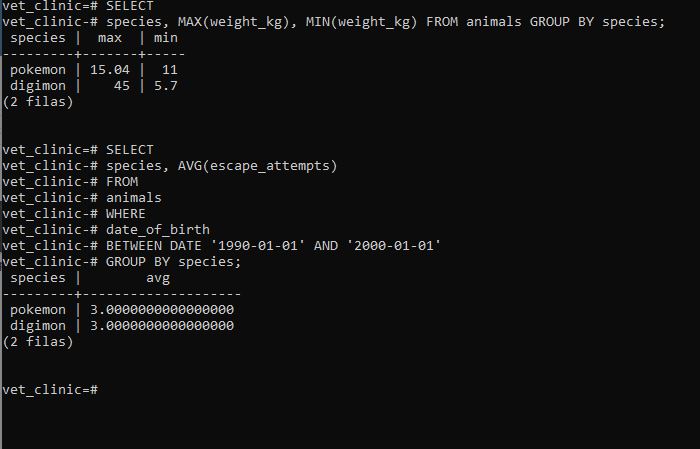 vet_clinic=# SELECT
vet_clinic-# species, MAX(weight_kg), MIN(weight_kg) FROM animals GROUP BY species;
 species |  max  | min
---------+-------+-----
 pokemon | 15.04 |  11
 digimon |    45 | 5.7
(2 filas)

vet_clinic=# SELECT
vet_clinic-# species, AVG(escape_attempts)
vet_clinic-# FROM
vet_clinic-# animals
vet_clinic-# WHERE
vet_clinic-# date_of_birth
vet_clinic-# BETWEEN DATE '1990-01-01' AND '2000-01-01'
vet_clinic-# GROUP BY species;
 species |        avg
---------+--------------------
 pokemon | 3.0000000000000000
 digimon | 3.0000000000000000
(2 filas)

vet_clinic=#